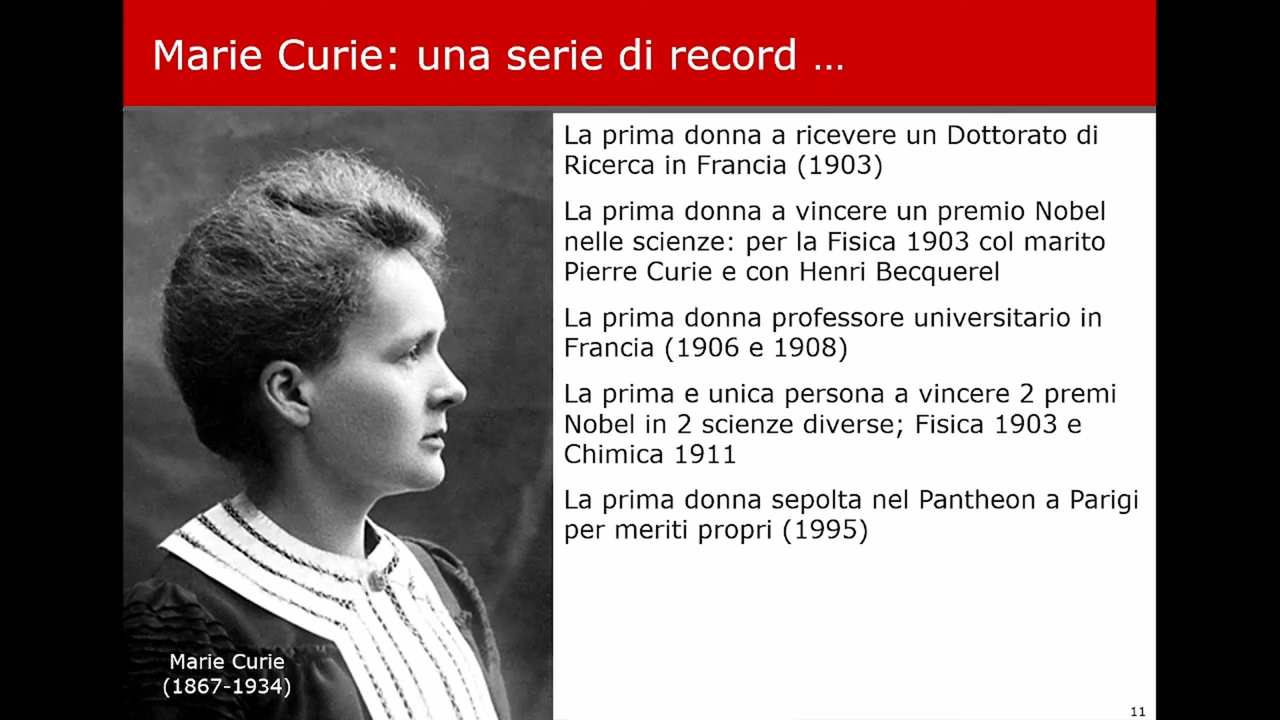 Marie Curie: una serie di record ...
La prima donna a ricevere un Dottorato di
Ricerca in Francia (1903)
La prima donna a vincere un premio Nobel
nelle scienze: per la Fisica 1903 col marito
Pierre Curie e con Henri Becquerel
La prima donna professore universitario in
Francia (1906 e 1908)
La prima e unica persona a vincere 2 premi
Nobel in 2 scienze diverse; Fisica 1903 e
Chimica 1911
La prima donna sepolta nel Pantheon a Parigi
per meriti propri (1995)
Marie Curie
(1867-1934)
11